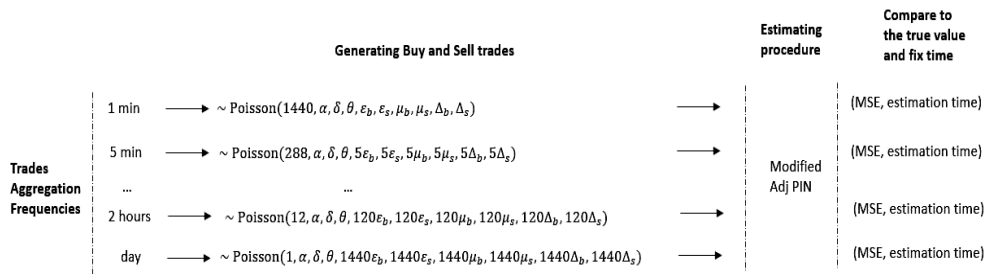 Generating Buy and Sell trades
Estimating
procedure
Compare to
the true value
and fix time
Trades
Aggregation
Frequencies
1 min
~ Poisson(1440, α, δ, θ, ε_b, ε_s, μ_b, μ_s, Δ_b, Δ_s)
(MSE, estimation time)
5 min
~ Poisson(288, α, δ, θ, 5ε_b, 5ε_s, 5μ_b, 5μ_s, 5Δ_b, 5Δ_s)
(MSE, estimation time)
...
...
2 hours
~ Poisson(12, α, δ, θ, 120ε_b, 120ε_s, 120μ_b, 120μ_s, 120Δ_b, 120Δ_s)
(MSE, estimation time)
day
~ Poisson(1, α, δ, θ, 1440ε_b, 1440ε_s, 1440μ_b, 1440μ_s, 1440Δ_b, 1440Δ_s)
(MSE, estimation time)
Modified
Adj PIN